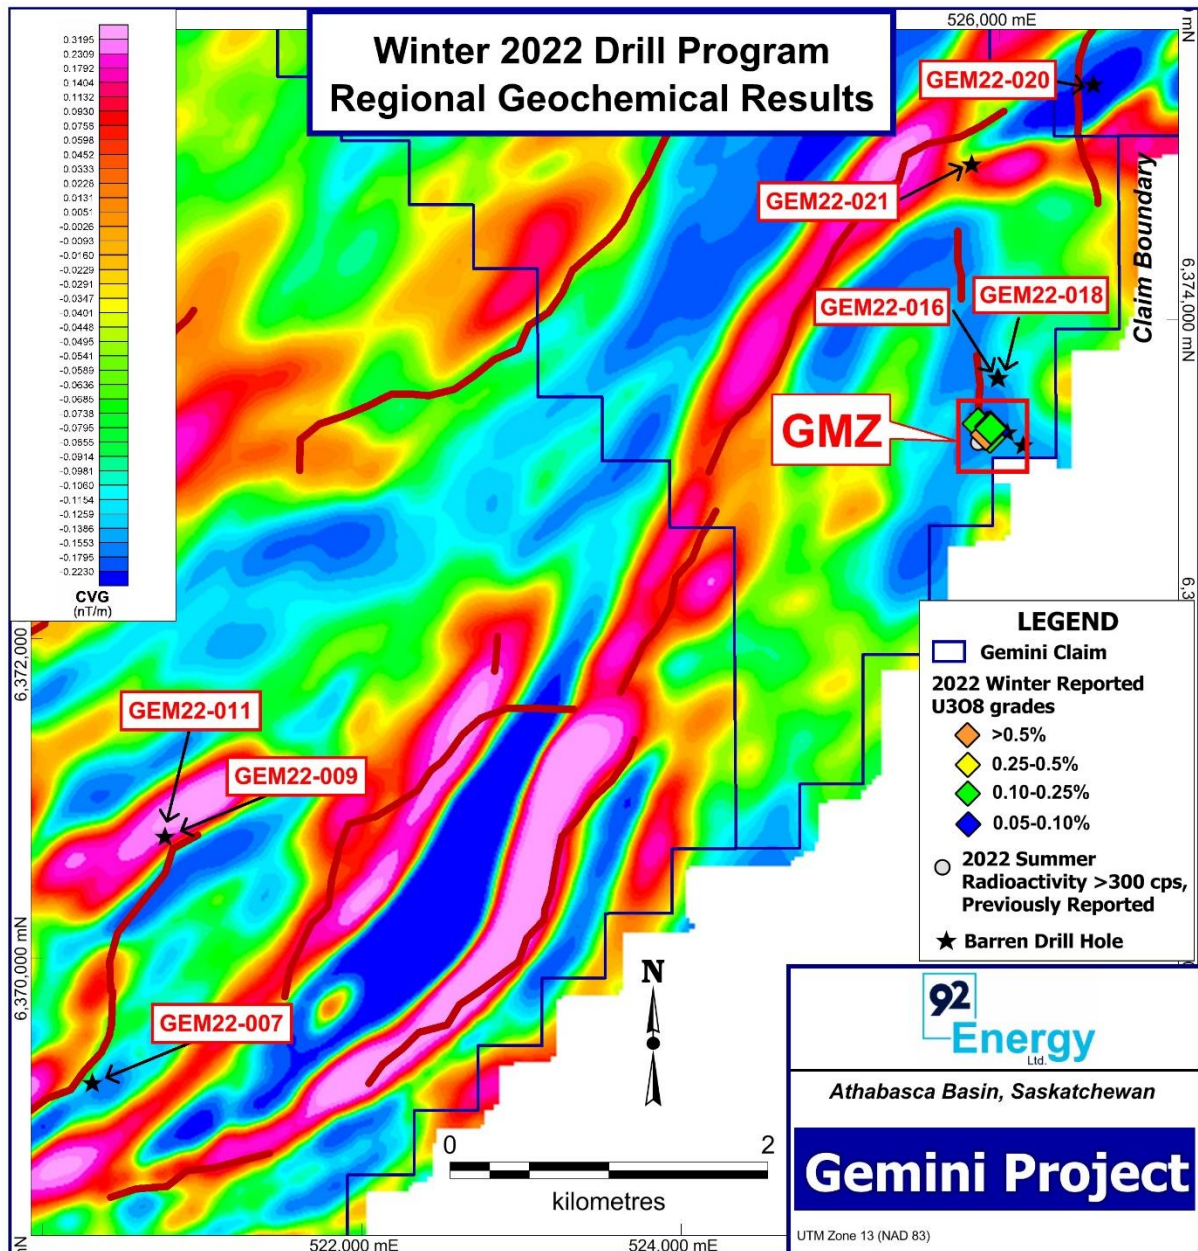 Winter 2022 Drill Program
Regional Geochemical Results
526,000 mE
0.3195
0.2309
0.1792
0.1404
0.1132
0.0930
0.0755
0.0598
0.0452
0.0333
0.0228
0.0131
0.0051
-0.0026
-0.0093
-0.0160
-0.0229
-0.0291
-0.0347
-0.0401
-0.0448
-0.0495
-0.0541
-0.0589
-0.0636
-0.0685
-0.0738
-0.0795
-0.0855
-0.0914
-0.0981
-0.1060
-0.1154
-0.1259
-0.1386
-0.1553
-0.1795
-0.2230
CVG
(nT/m)
GEM22-020
GEM22-021
Claim Boundary
6,374,000 mN
GEM22-016
GEM22-018
GMZ
6,372,000
GEM22-011
GEM22-009
6,370,000 mN
GEM22-007
LEGEND
Gemini Claim
2022 Winter Reported
U3O8 grades
>0.5%
0.25-0.5%
0.10-0.25%
0.05-0.10%
2022 Summer
Radioactivity >300 cps,
Previously Reported
Barren Drill Hole
N
0 2
kilometres
92
Energy
Ltd.
Athabasca Basin, Saskatchewan
Gemini Project
UTM Zone 13 (NAD 83)
522,000 mE
524,000 mE